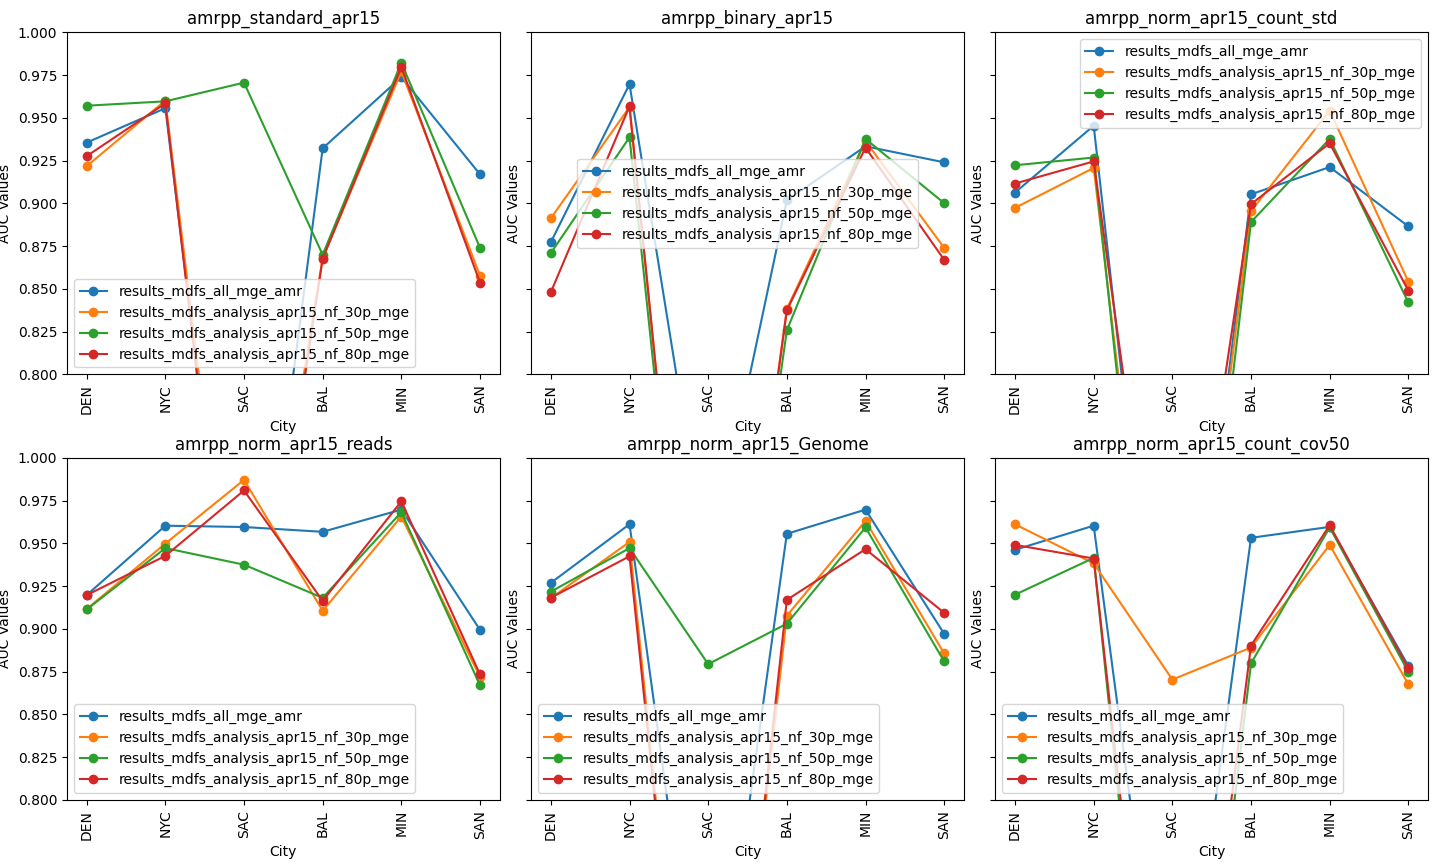 amrpp_standard_apr15
1.000
0.975
0.950
0.925
0.900
0.875
0.850
0.825
0.800
AUC Values
results_mdfs_all_mge_amr
results_mdfs_analysis_apr15_nf_30p_mge
results_mdfs_analysis_apr15_nf_50p_mge
results_mdfs_analysis_apr15_nf_80p_mge
DEN
NYC
SAC
BAL
MIN
SAN
City
amrpp_binary_apr15
AUC Values
results_mdfs_all_mge_amr
results_mdfs_analysis_apr15_nf_30p_mge
results_mdfs_analysis_apr15_nf_50p_mge
results_mdfs_analysis_apr15_nf_80p_mge
DEN
NYC
SAC
BAL
MIN
SAN
City
amrpp_norm_apr15_count_std
AUC Values
results_mdfs_all_mge_amr
results_mdfs_analysis_apr15_nf_30p_mge
results_mdfs_analysis_apr15_nf_50p_mge
results_mdfs_analysis_apr15_nf_80p_mge
DEN
NYC
SAC
BAL
MIN
SAN
City
amrpp_norm_apr15_reads
1.000
0.975
0.950
0.925
0.900
0.875
0.850
0.825
0.800
AUC Values
results_mdfs_all_mge_amr
results_mdfs_analysis_apr15_nf_30p_mge
results_mdfs_analysis_apr15_nf_50p_mge
results_mdfs_analysis_apr15_nf_80p_mge
DEN
NYC
SAC
BAL
MIN
SAN
City
amrpp_norm_apr15_Genome
AUC Values
results_mdfs_all_mge_amr
results_mdfs_analysis_apr15_nf_30p_mge
results_mdfs_analysis_apr15_nf_50p_mge
results_mdfs_analysis_apr15_nf_80p_mge
DEN
NYC
SAC
BAL
MIN
SAN
City
amrpp_norm_apr15_count_cov50
AUC Values
results_mdfs_all_mge_amr
results_mdfs_analysis_apr15_nf_30p_mge
results_mdfs_analysis_apr15_nf_50p_mge
results_mdfs_analysis_apr15_nf_80p_mge
DEN
NYC
SAC
BAL
MIN
SAN
City